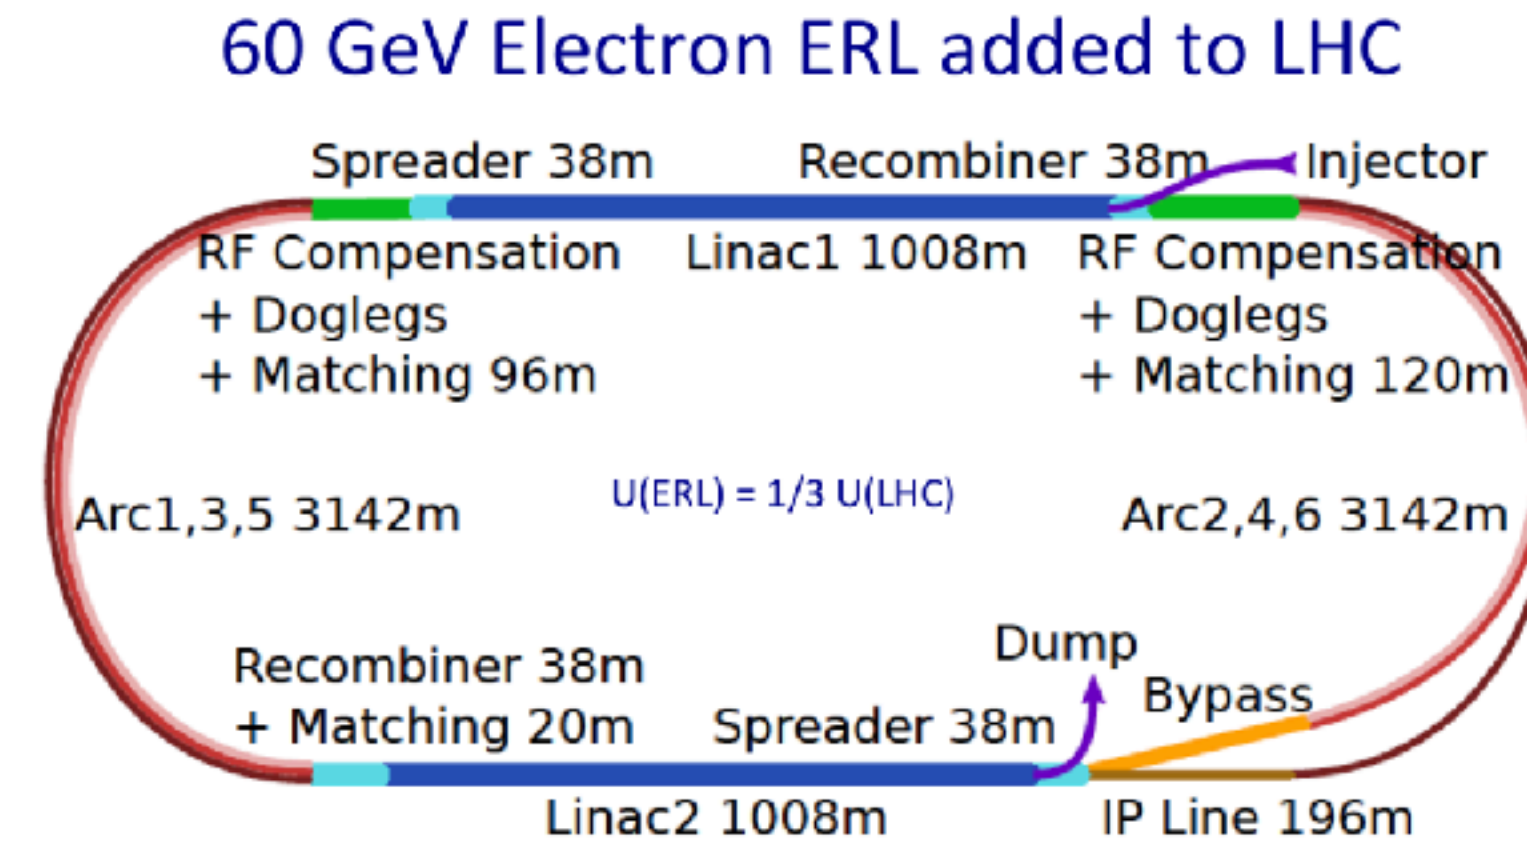 60 GeV Electron ERL added to LHC
Spreader 38m
Recombiner 38m
Injector
RF Compensation
+ Doglegs
+ Matching 96m
Linac1 1008m
RF Compensation
+ Doglegs
+ Matching 120m
Arc1,3,5 3142m
U(ERL) = 1/3 U(LHC)
Arc2,4,6 3142m
Recombiner 38m
+ Matching 20m
Spreader 38m
Dump
Bypass
Linac2 1008m
IP Line 196m